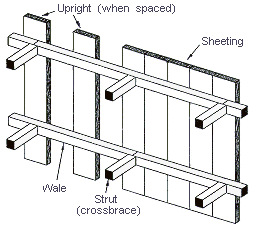 Upright (when spaced)
Sheeting
Wale
Strut
(crossbrace)